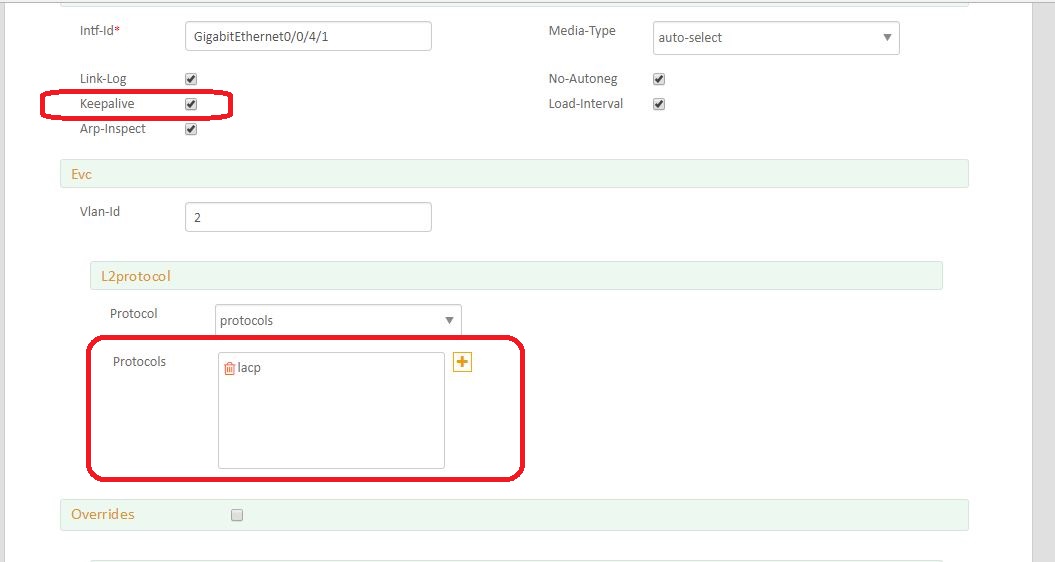 Intf-Id* GigabitEthernet0/0/4/1 Media-Type auto-select
Link-Log No-Autoneg
Keepalive Load-Interval
Arp-Inspect
Evc
Vlan-Id 2
L2protocol
Protocol protocols
Protocols lacp
Overrides